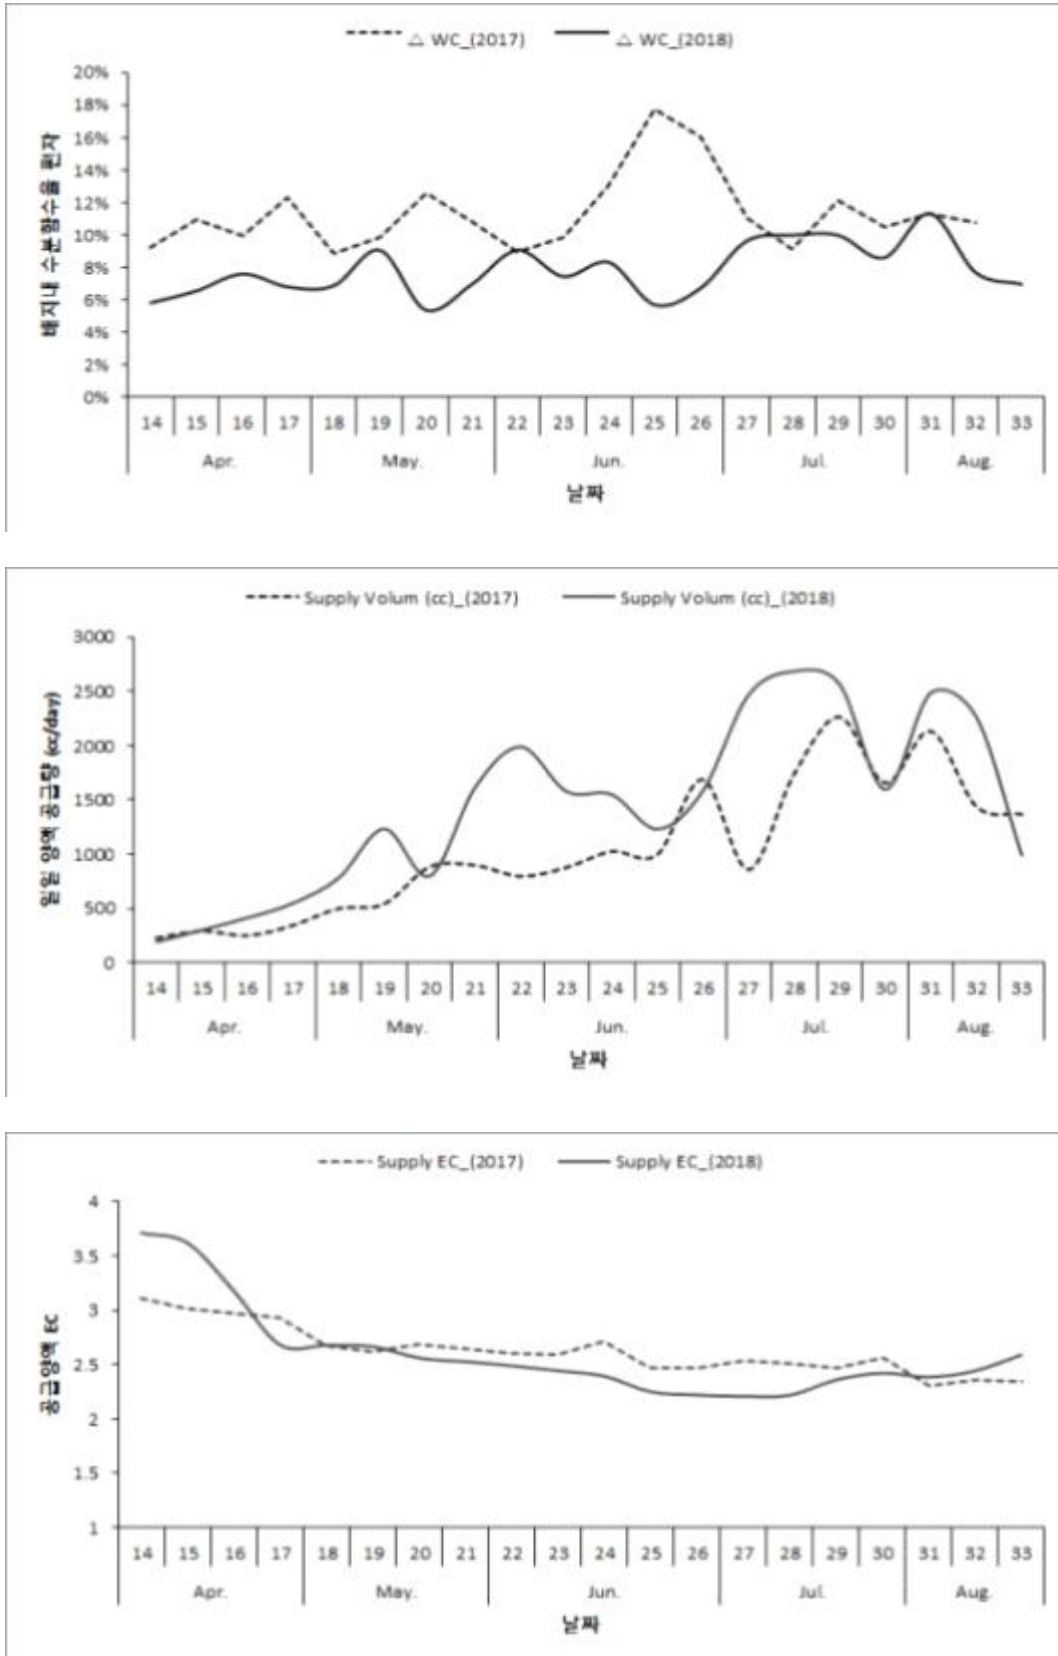 △ WC_(2017) △ WC_(2018)
20%
18%
16%
14%
12%
10%
8%
6%
4%
2%
0%
배지내 수분함수율 편차
14 15 16 17 18 19 20 21 22 23 24 25 26 27 28 29 30 31 32 33
Apr. May. Jun. Jul. Aug.
날짜
Supply Volum (cc)_(2017) Supply Volum (cc)_(2018)
3000
2500
2000
1500
1000
500
0
일일 양액 공급량 (cc/day)
14 15 16 17 18 19 20 21 22 23 24 25 26 27 28 29 30 31 32 33
Apr. May. Jun. Jul. Aug.
날짜
Supply EC_(2017) Supply EC_(2018)
4
3.5
3
2.5
2
1.5
1
공급양액 EC
14 15 16 17 18 19 20 21 22 23 24 25 26 27 28 29 30 31 32 33
Apr. May. Jun. Jul. Aug.
날짜